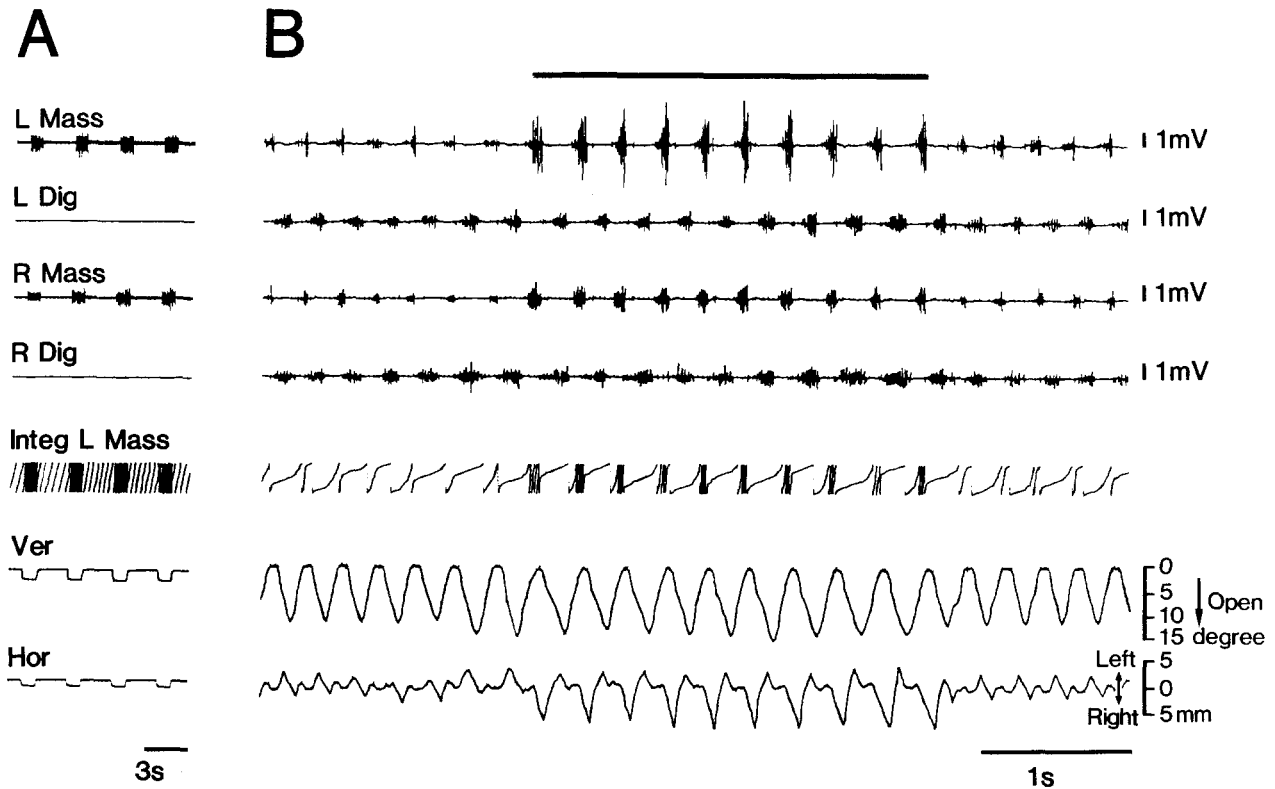 A
B
L Mass
1mV
L Dig
1mV
R Mass
1mV
R Dig
1mV
Integ L Mass
Ver
0
5
10
15 degree
Open
Hor
Left
Right
5
0
5 mm
3s
1s